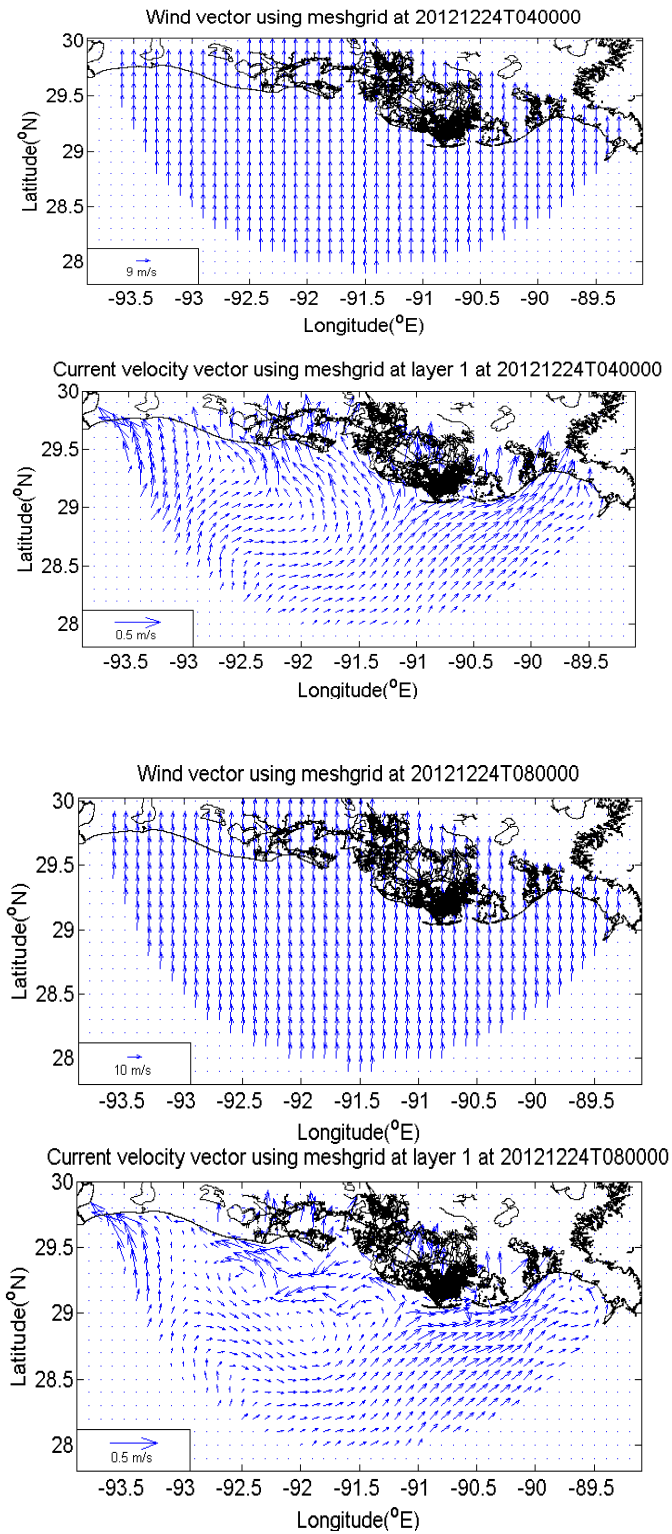 Wind vector using meshgrid at 20121224T040000
30
29.5
29
28.5
28
Latitude(°N)
9 m/s
-93.5 -93 -92.5 -92 -91.5 -91 -90.5 -90 -89.5
Longitude(°E)
Current velocity vector using meshgrid at layer 1 at 20121224T040000
30
29.5
29
28.5
28
Latitude(°N)
0.5 m/s
-93.5 -93 -92.5 -92 -91.5 -91 -90.5 -90 -89.5
Longitude(°E)
Wind vector using meshgrid at 20121224T080000
30
29.5
29
28.5
28
Latitude(°N)
10 m/s
-93.5 -93 -92.5 -92 -91.5 -91 -90.5 -90 -89.5
Longitude(°E)
Current velocity vector using meshgrid at layer 1 at 20121224T080000
30
29.5
29
28.5
28
Latitude(°N)
0.5 m/s
-93.5 -93 -92.5 -92 -91.5 -91 -90.5 -90 -89.5
Longitude(°E)